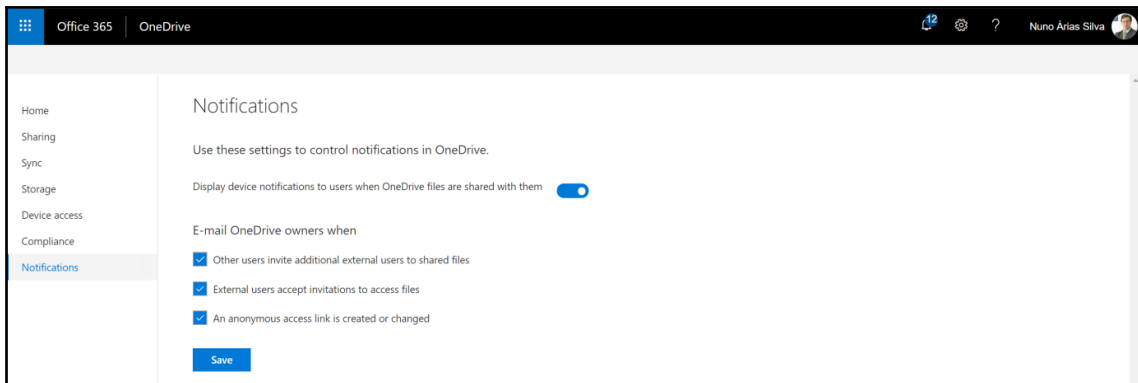 Office 365
OneDrive
12
?
Nuno Árias Silva
Home
Sharing
Sync
Storage
Device access
Compliance
Notifications
Notifications
Use these settings to control notifications in OneDrive.
Display device notifications to users when OneDrive files are shared with them
E-mail OneDrive owners when
Other users invite additional external users to shared files
External users accept invitations to access files
An anonymous access link is created or changed
Save